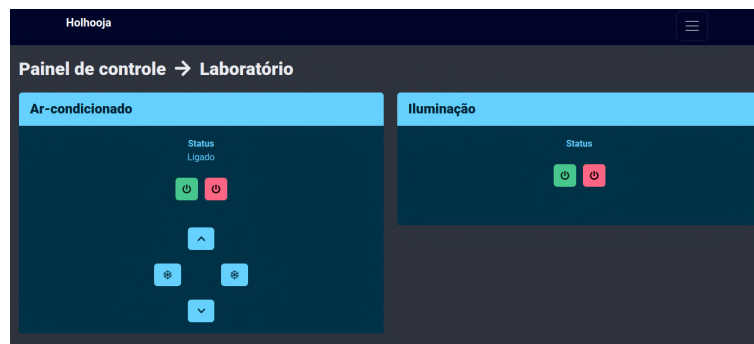 Holhooja
Painel de controle → Laboratório
Ar-condicionado
Status
Ligado
Iluminação
Status